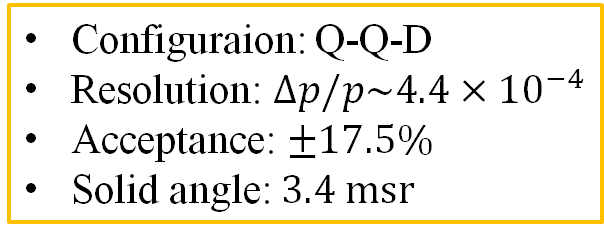 • Configuraion: Q-Q-D
• Resolution: Δp/p~4.4 × 10⁻⁴
• Acceptance: ±17.5%
• Solid angle: 3.4 msr